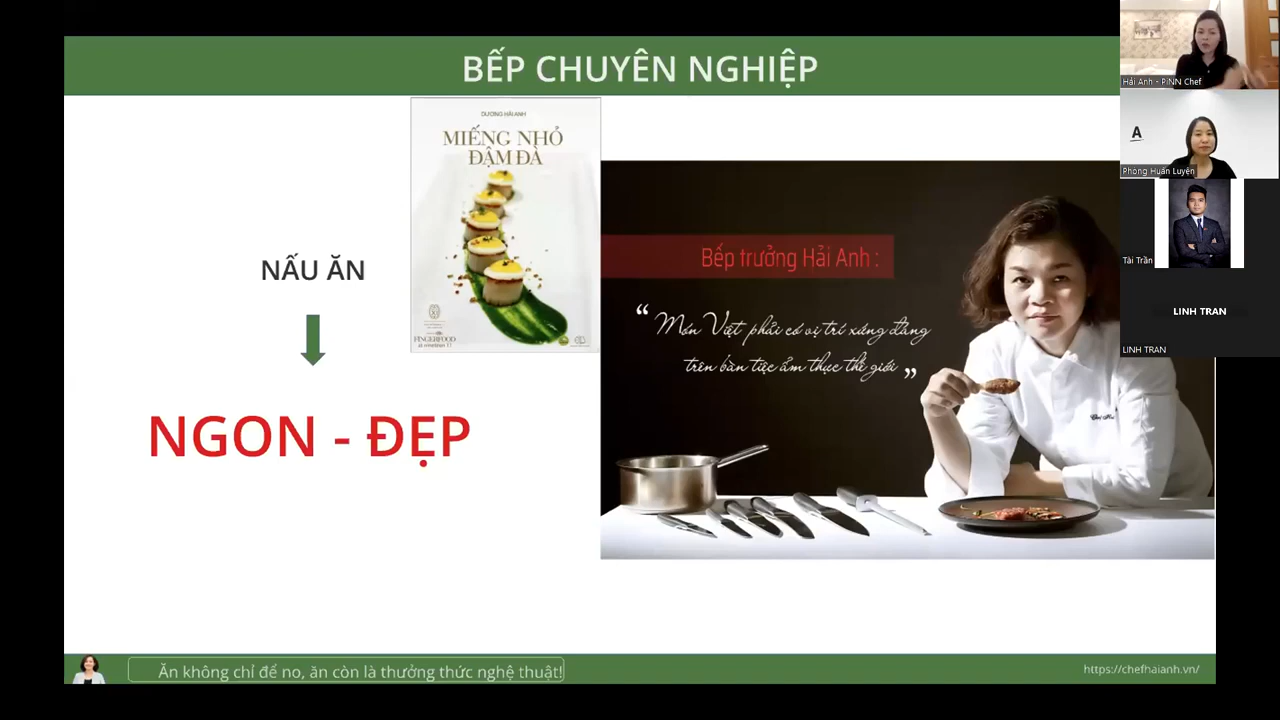 BẾP CHUYÊN NGHIỆP
DƯƠNG HẢI ANH
MIẾNG NHỎ
ĐẬM ĐÀ
FINGERFOOD
NẤU ĂN
NGON - ĐẸP
Bếp trưởng Hải Anh :
“ Món Việt phải có vị trí xứng đáng
trên bàn tiệc ẩm thực thế giới ”
Hải Anh - PiNN Chef
A
Phòng Huấn Luyện
Tài Trần
LINH TRAN
LINH TRAN
Ăn không chỉ để no, ăn còn là thưởng thức nghệ thuật!
https://chefhaianh.vn/